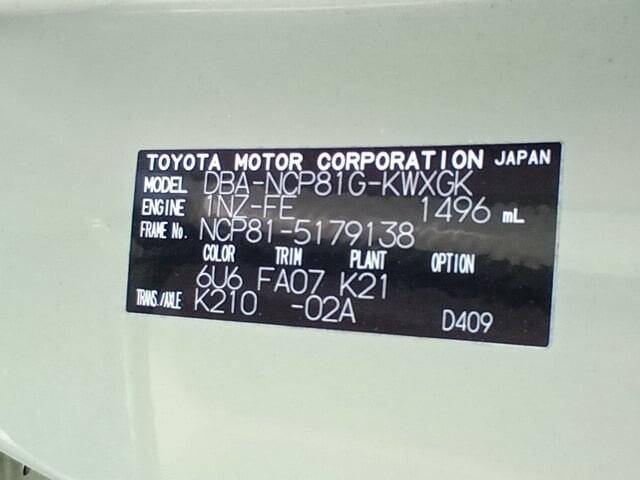 TOYOTA MOTOR CORPORATION JAPAN
MODEL DBA-NCP81G-KWXGK
ENGINE 1NZ-FE 1496 mL
FRAME No. NCP81-5179138
COLOR TRIM PLANT OPTION
6U6 FA07 K21
TRANS./AXLE K210 -02A D409